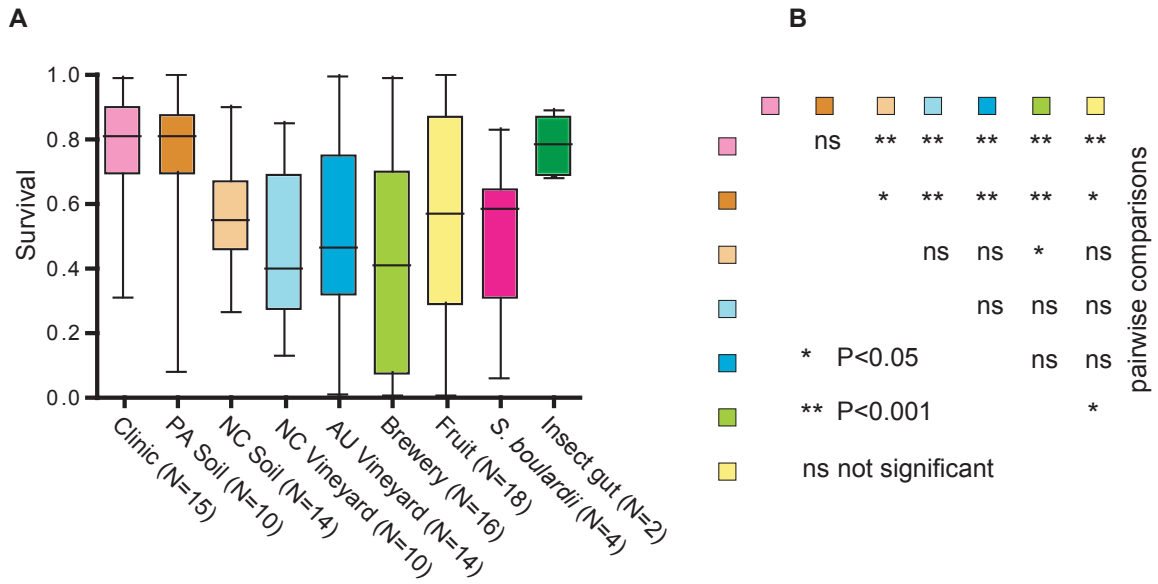 A
B
Survival
1.0
0.8
0.6
0.4
0.2
0.0
Clinic (N=15)
PA Soil (N=10)
NC Soil (N=14)
NC Vineyard (N=10)
AU Vineyard (N=14)
Brewery (N=16)
Fruit (N=18)
S. boulardii (N=4)
Insect gut (N=2)
ns ** ** ** ** **
* ** ** ** *
ns ns * ns
ns ns ns
* P<0.05 ns ns
** P<0.001 *
ns not significant
pairwise comparisons